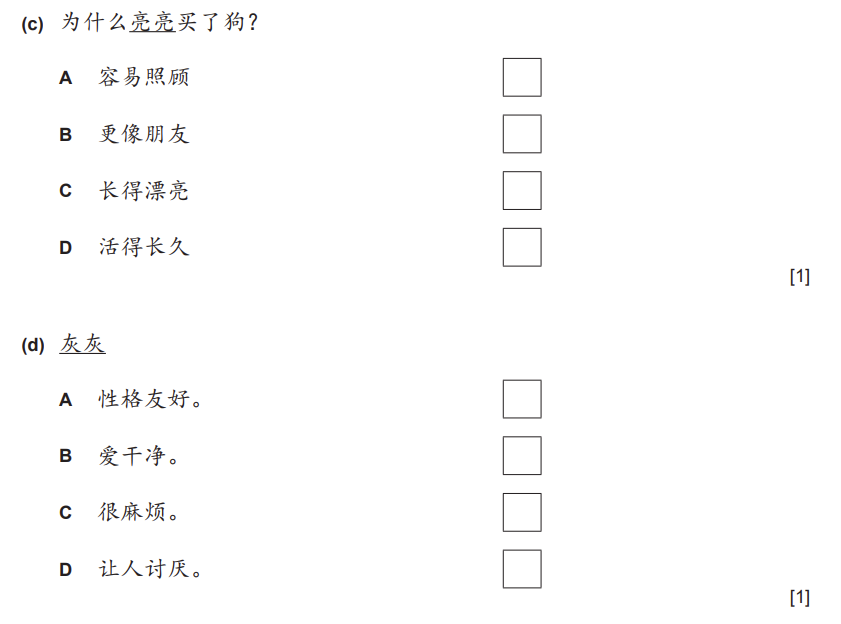 (c) 为什么亮亮买了狗?
A 容易照顾
B 更像朋友
C 长得漂亮
D 活得长久
[1]
(d) 灰灰
A 性格友好。
B 爱干净。
C 很麻烦。
D 让人讨厌。
[1]